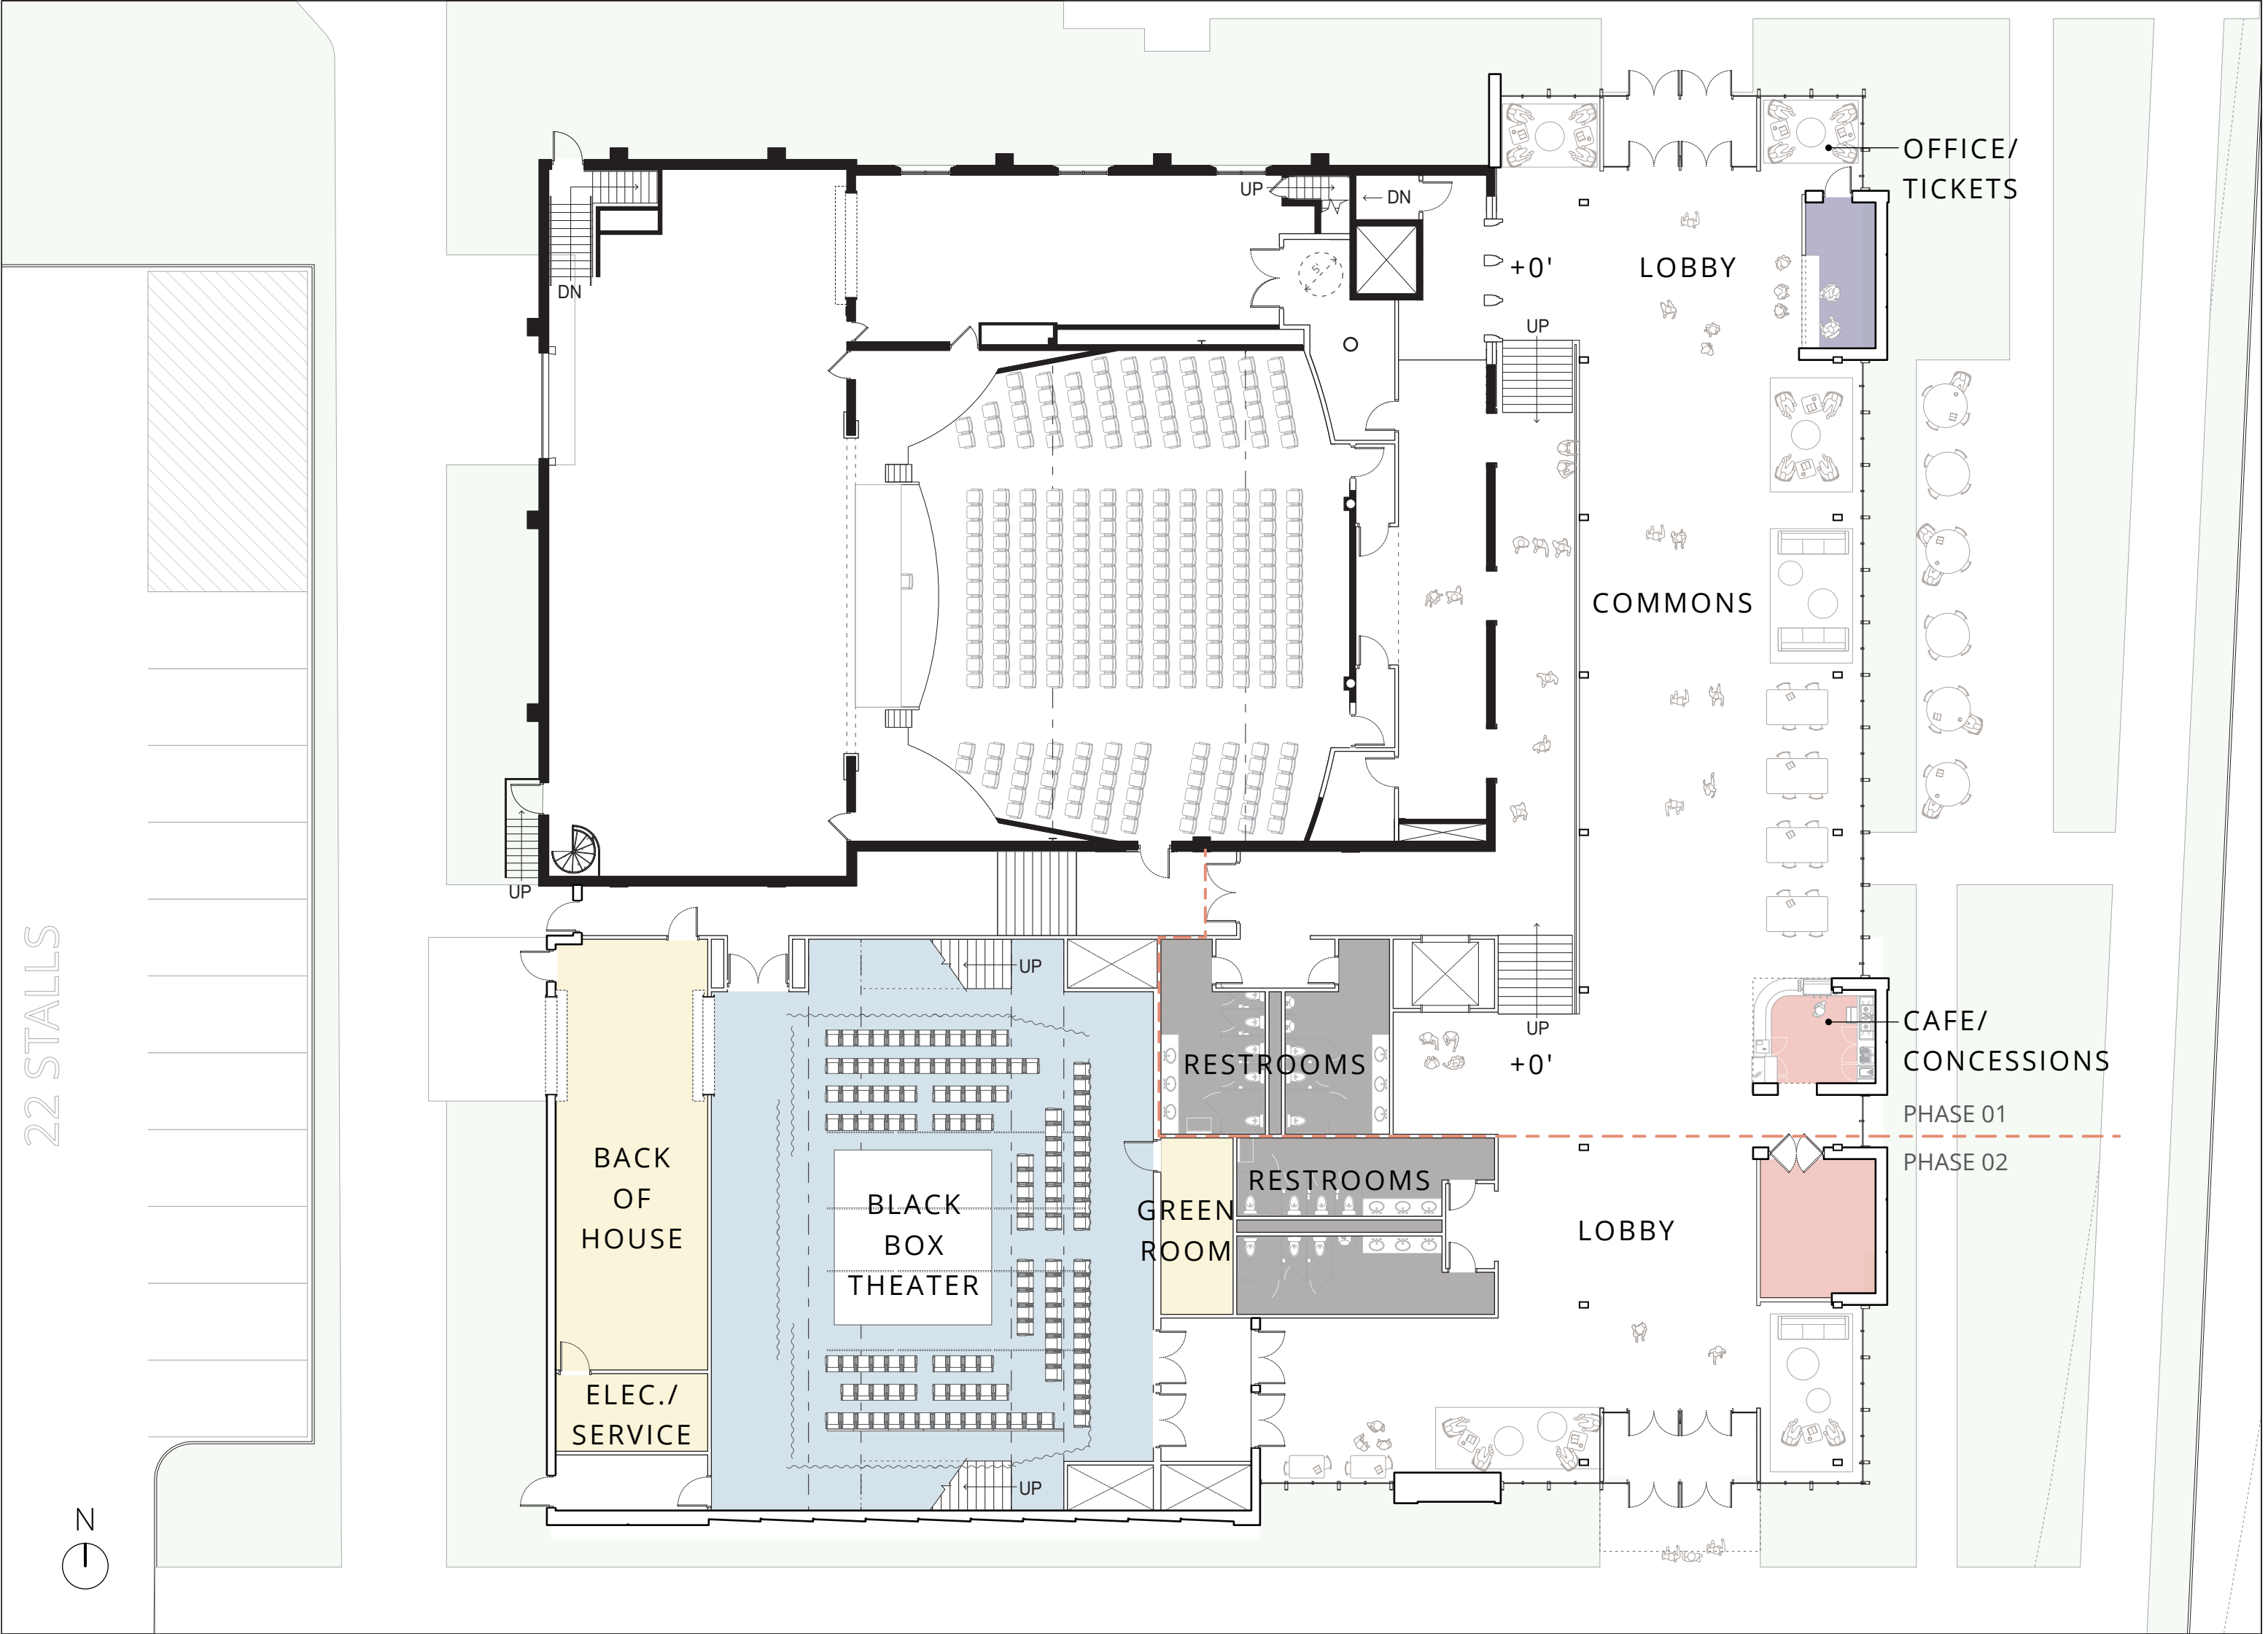 OFFICE/
TICKETS
UP
DN
5'
+0'
LOBBY
DN
UP
COMMONS
UP
22 STALLS
UP
UP
CAFE/
CONCESSIONS
RESTROOMS
+0'
PHASE 01
PHASE 02
BACK
OF
HOUSE
BLACK
BOX
THEATER
GREEN
ROOM
RESTROOMS
LOBBY
ELEC./
SERVICE
UP
N